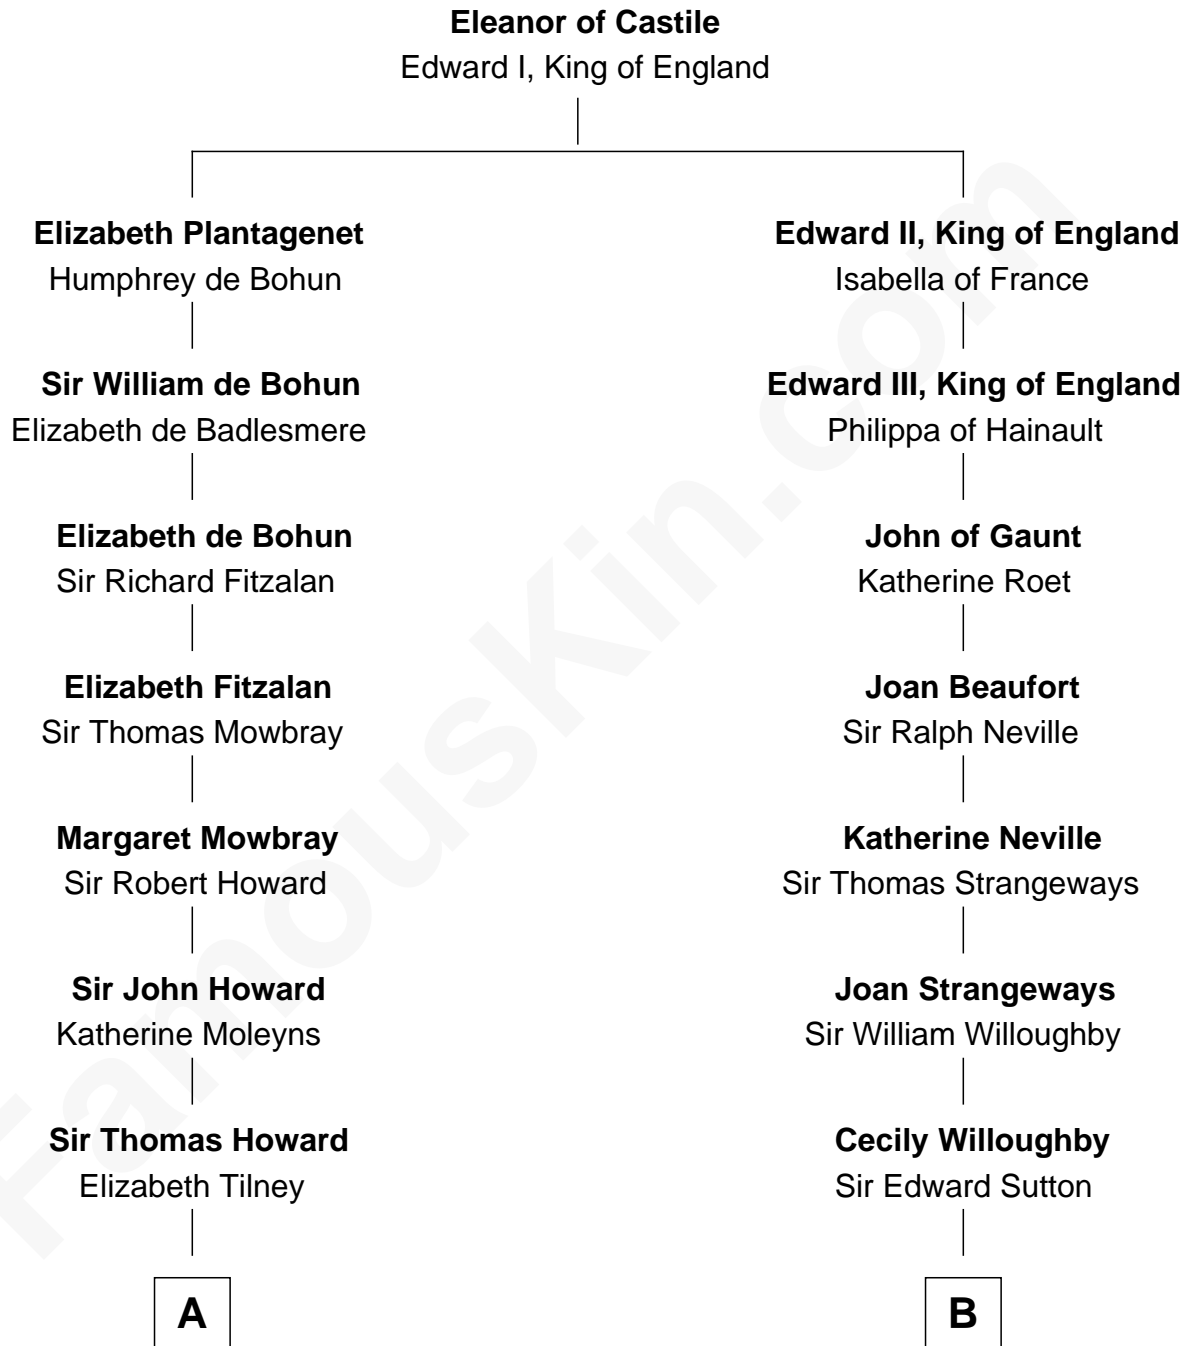 Eleanor of Castile
Edward I, King of England
Elizabeth Plantagenet
Humphrey de Bohun
Edward II, King of England
Isabella of France
Sir William de Bohun
Elizabeth de Badlesmere
Edward III, King of England
Philippa of Hainault
Elizabeth de Bohun
Sir Richard Fitzalan
John of Gaunt
Katherine Roet
Elizabeth Fitzalan
Sir Thomas Mowbray
Joan Beaufort
Sir Ralph Neville
Margaret Mowbray
Sir Robert Howard
Katherine Neville
Sir Thomas Strangeways
Sir John Howard
Katherine Moleyns
Joan Strangeways
Sir William Willoughby
Sir Thomas Howard
Elizabeth Tilney
Cecily Willoughby
Sir Edward Sutton
A
B
FamousKin.com